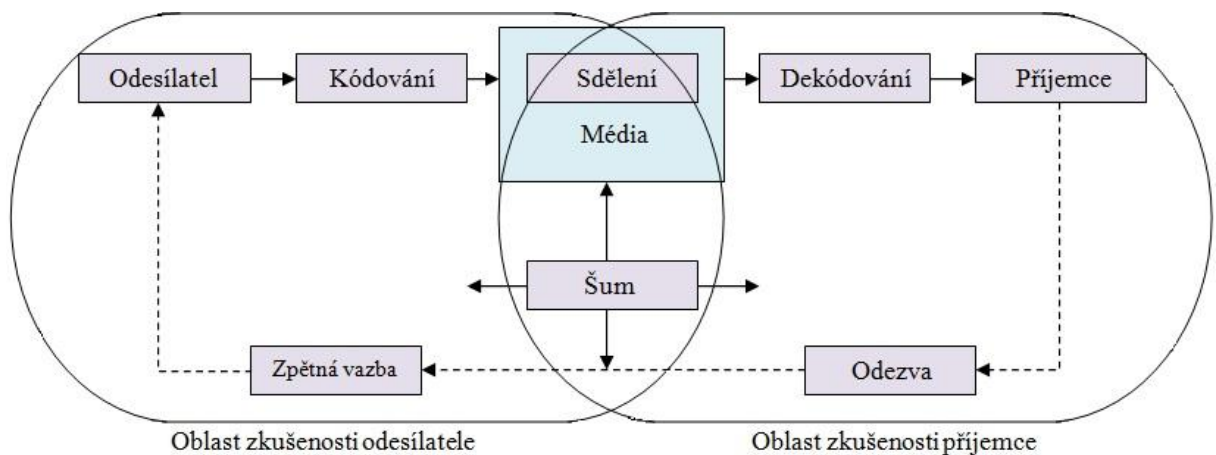 Odesílatel
Kódování
Sdělení
Dekódování
Příjemce
Média
Šum
Zpětná vazba
Odezva
Oblast zkušenosti odesílatele
Oblast zkušenosti příjemce